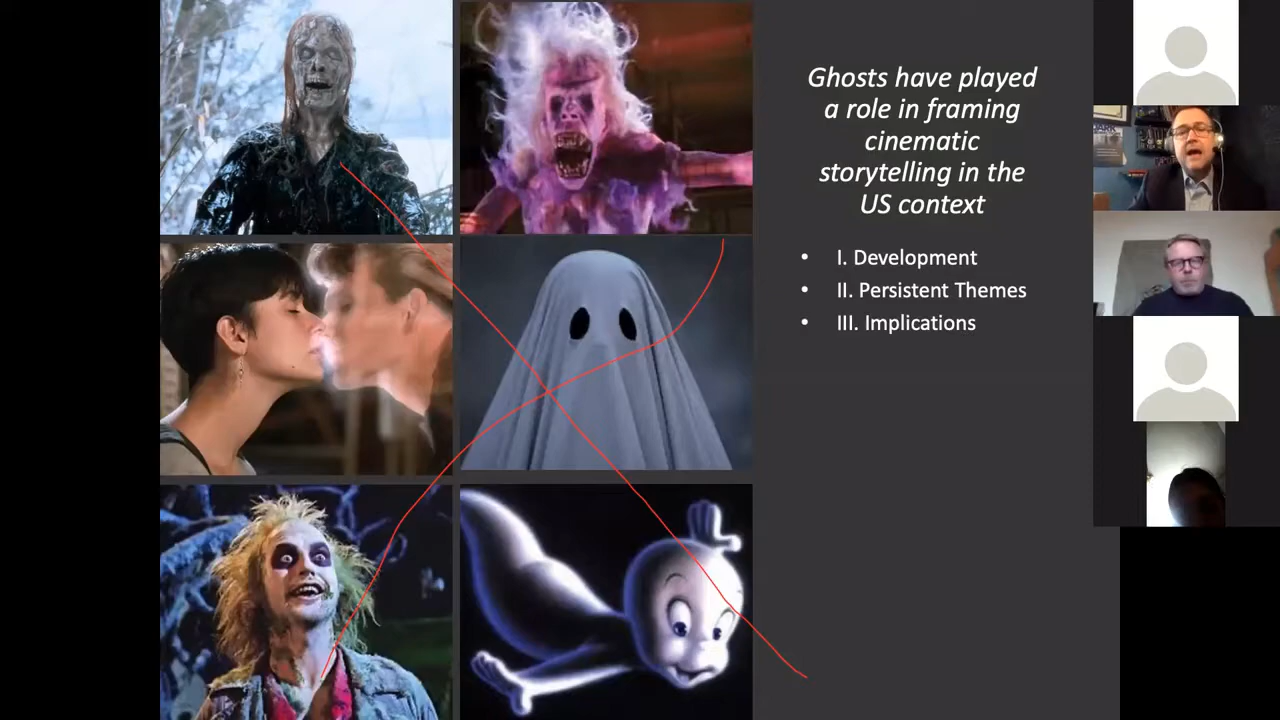 Ghosts have played
a role in framing
cinematic
storytelling in the
US context
• I. Development
• II. Persistent Themes
• III. Implications